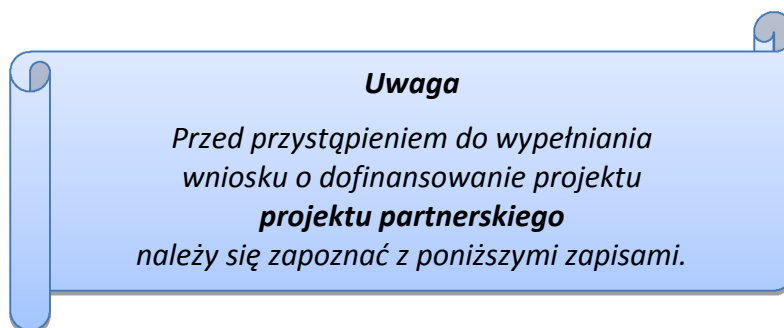 Uwaga
Przed przystąpieniem do wypełniania
wniosku o dofinansowanie projektu
projektu partnerskiego
należy się zapoznać z poniższymi zapisami.